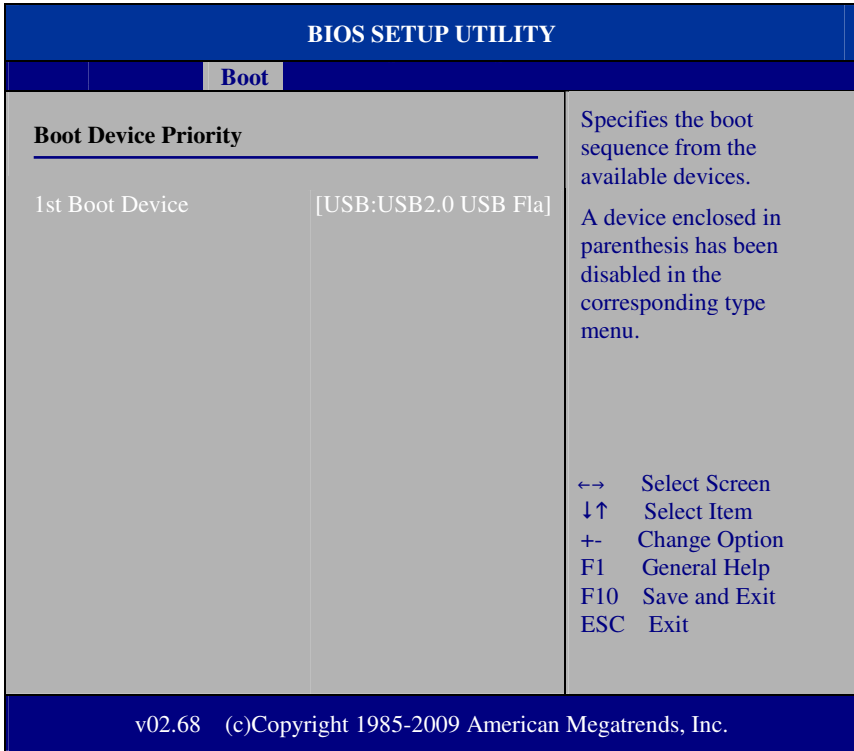 BIOS SETUP UTILITY
Boot
Boot Device Priority
1st Boot Device [USB:USB2.0 USB Fla]
Specifies the boot
sequence from the
available devices.
A device enclosed in
parenthesis has been
disabled in the
corresponding type
menu.
←→ Select Screen
↓↑ Select Item
+- Change Option
F1 General Help
F10 Save and Exit
ESC Exit
v02.68 (c)Copyright 1985-2009 American Megatrends, Inc.